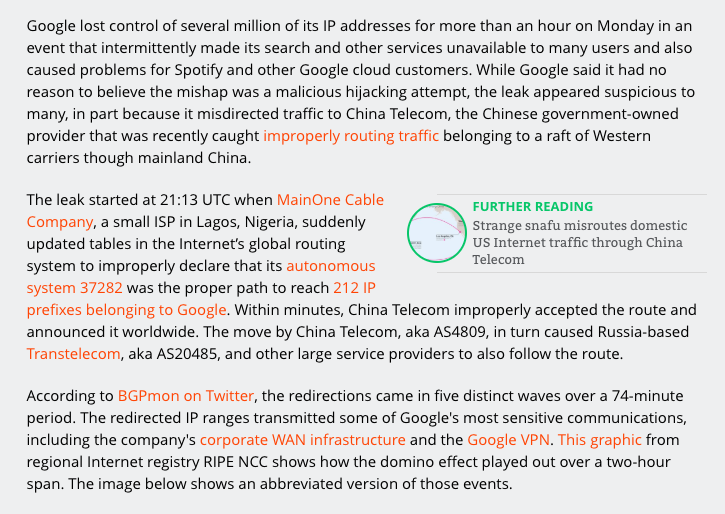 Google lost control of several million of its IP addresses for more than an hour on Monday in an
event that intermittently made its search and other services unavailable to many users and also
caused problems for Spotify and other Google cloud customers. While Google said it had no
reason to believe the mishap was a malicious hijacking attempt, the leak appeared suspicious to
many, in part because it misdirected traffic to China Telecom, the Chinese government-owned
provider that was recently caught improperly routing traffic belonging to a raft of Western
carriers though mainland China.
The leak started at 21:13 UTC when MainOne Cable
Company, a small ISP in Lagos, Nigeria, suddenly
updated tables in the Internet's global routing
system to improperly declare that its autonomous
system 37282 was the proper path to reach 212 IP
prefixes belonging to Google. Within minutes, China Telecom improperly accepted the route and
announced it worldwide. The move by China Telecom, aka AS4809, in turn caused Russia-based
Transtelecom, aka AS20485, and other large service providers to also follow the route.
FURTHER READING
Strange snafu misroutes domestic
US Internet traffic through China
Telecom
According to BGPmon on Twitter, the redirections came in five distinct waves over a 74-minute
period. The redirected IP ranges transmitted some of Google's most sensitive communications,
including the company's corporate WAN infrastructure and the Google VPN. This graphic from
regional Internet registry RIPE NCC shows how the domino effect played out over a two-hour
span. The image below shows an abbreviated version of those events.